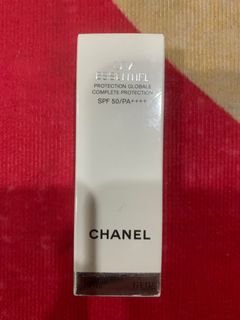 UV
ESSENTIEL
PROTECTION GLOBALE
COMPLETE PROTECTION
SPF 50/PA++++
CHANEL